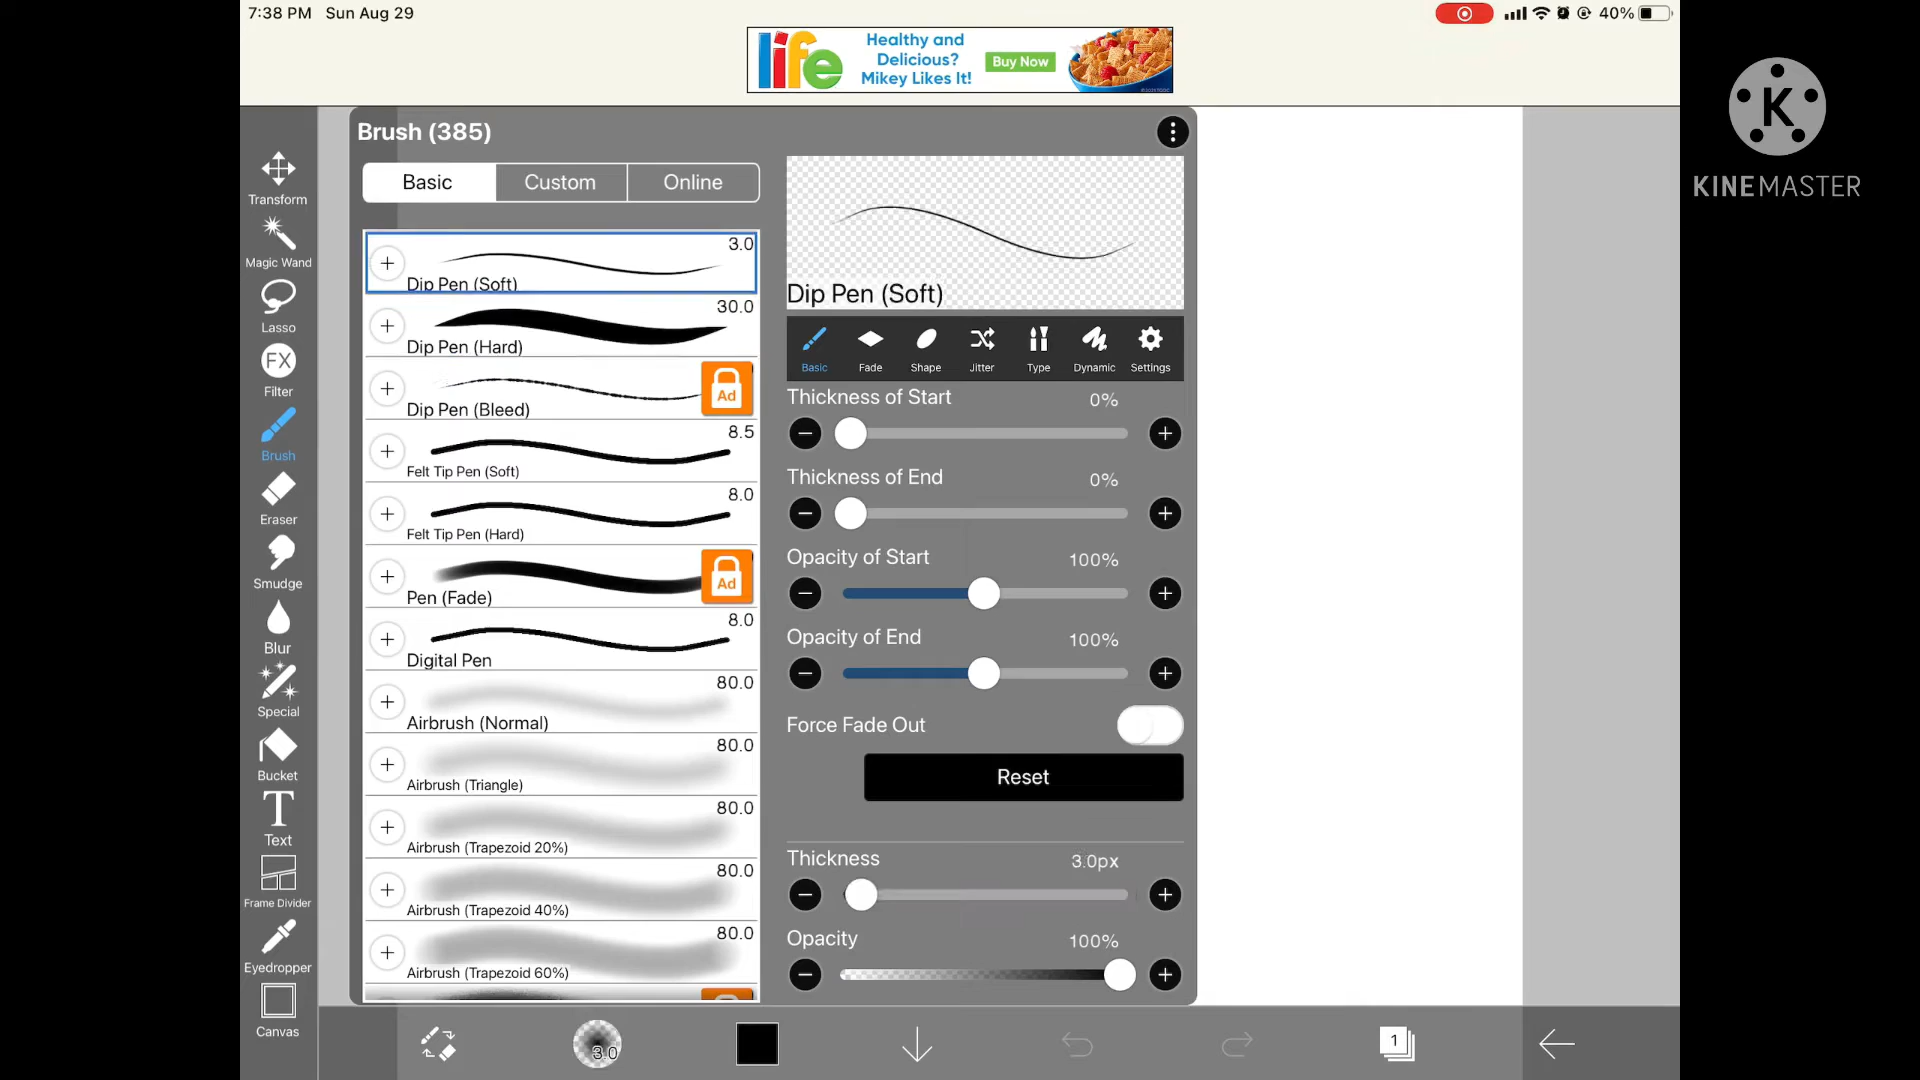 7:38 PM Sun Aug 29
40%
life
Healthy and
Delicious?
Mikey Likes It!
Buy Now
K
KINEMASTER
Brush (385)
Basic
Custom
Online
Transform
Magic Wand
Lasso
FX
Filter
Brush
Eraser
Smudge
Blur
Special
Bucket
T
Text
Frame Divider
Eyedropper
Canvas
3.0
Dip Pen (Soft)
30.0
Dip Pen (Hard)
Ad
Dip Pen (Bleed)
8.5
Felt Tip Pen (Soft)
8.0
Felt Tip Pen (Hard)
Ad
Pen (Fade)
8.0
Digital Pen
80.0
Airbrush (Normal)
80.0
Airbrush (Triangle)
80.0
Airbrush (Trapezoid 20%)
80.0
Airbrush (Trapezoid 40%)
80.0
Airbrush (Trapezoid 60%)
Dip Pen (Soft)
Basic
Fade
Shape
Jitter
Type
Dynamic
Settings
Thickness of Start 0%
Thickness of End 0%
Opacity of Start 100%
Opacity of End 100%
Force Fade Out
Reset
Thickness 3.0px
Opacity 100%
3.0
1